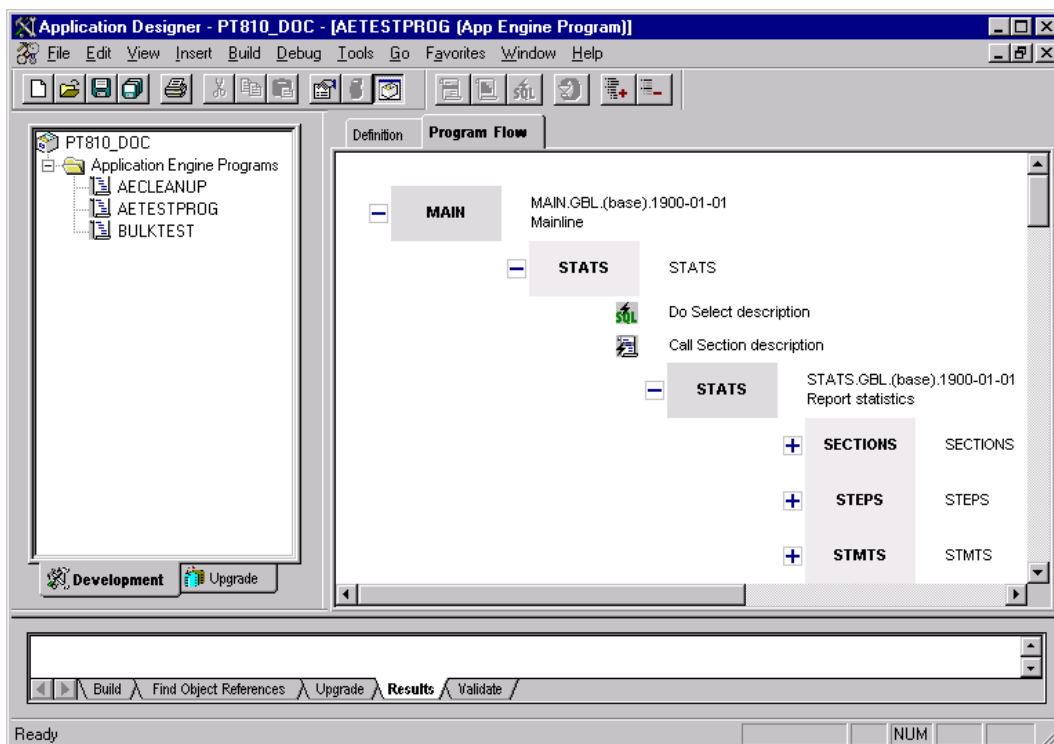 Application Designer - PT810_DOC - [AETESTPROG (App Engine Program)]
File Edit View Insert Build Debug Tools Go Favorites Window Help
SQL
PT810_DOC
Application Engine Programs
AECLEANUP
AETESTPROG
BULKTEST
Development
Upgrade
Definition
Program Flow
MAIN
MAIN.GBL.(base).1900-01-01
Mainline
STATS
STATS
SQL
Do Select description
Call Section description
STATS
STATS.GBL.(base).1900-01-01
Report statistics
SECTIONS
SECTIONS
STEPS
STEPS
STMTS
STMTS
Build
Find Object References
Upgrade
Results
Validate
Ready
NUM